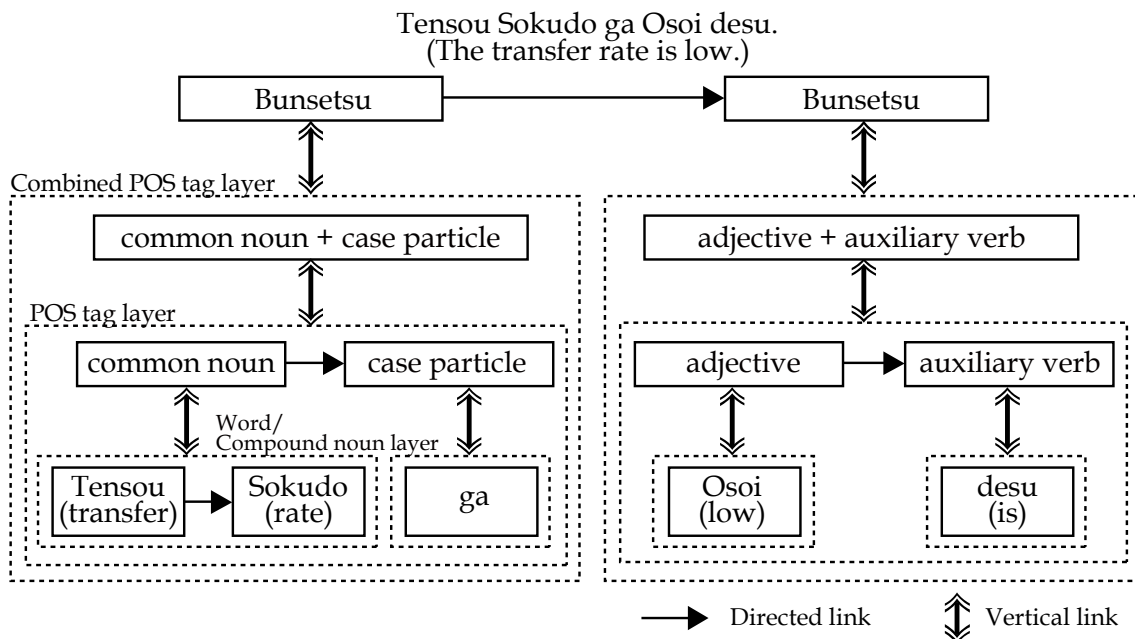 Tensou Sokudo ga Osoi desu.
(The transfer rate is low.)
Bunsetsu
Bunsetsu
Combined POS tag layer
common noun + case particle
adjective + auxiliary verb
POS tag layer
common noun
case particle
adjective
auxiliary verb
Word/
Compound noun layer
Tensou
(transfer)
Sokudo
(rate)
ga
Osoi
(low)
desu
(is)
Directed link
Vertical link